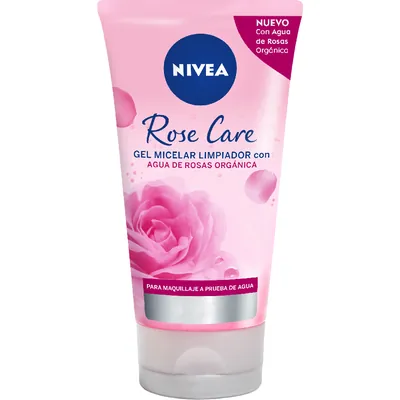 NUEVO
Con Agua
de Rosas
Orgánica
NIVEA
Rose Care
GEL MICELAR LIMPIADOR con
AGUA DE ROSAS ORGÁNICA
PARA MAQUILLAJE A PRUEBA DE AGUA